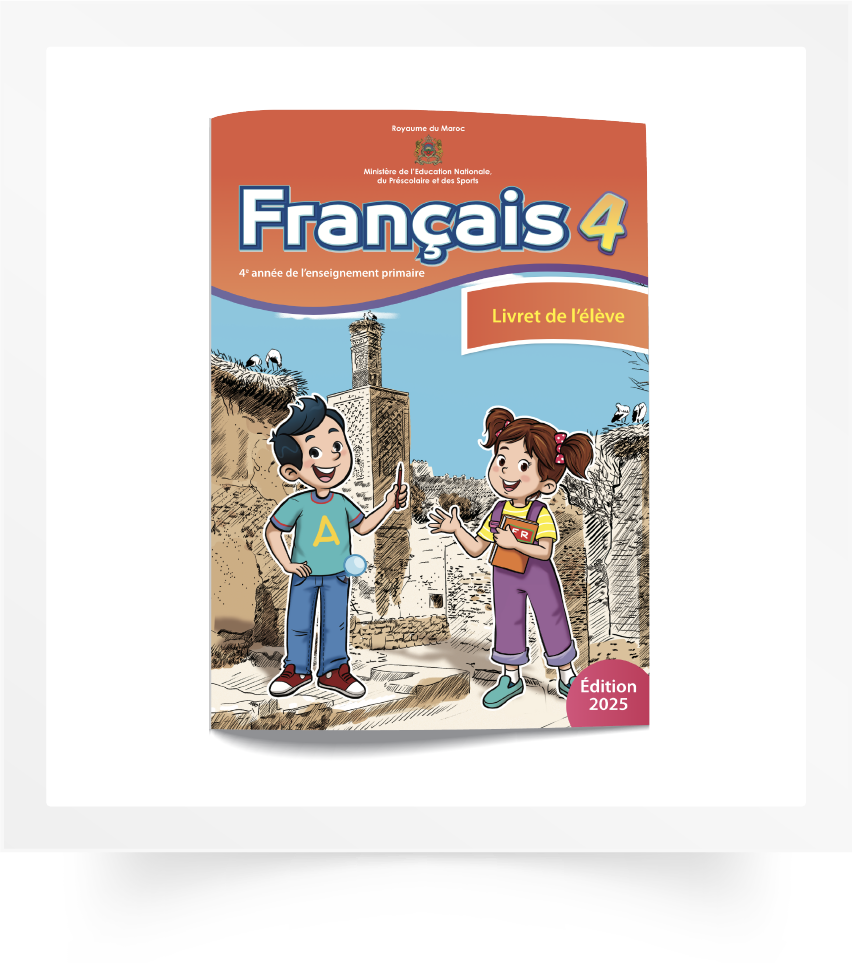 Royaume du Maroc
Ministère de l'Education Nationale,
du Préscolaire et des Sports
Français 4
4e année de l'enseignement primaire
Livret de l'élève
A
FR
Édition
2025